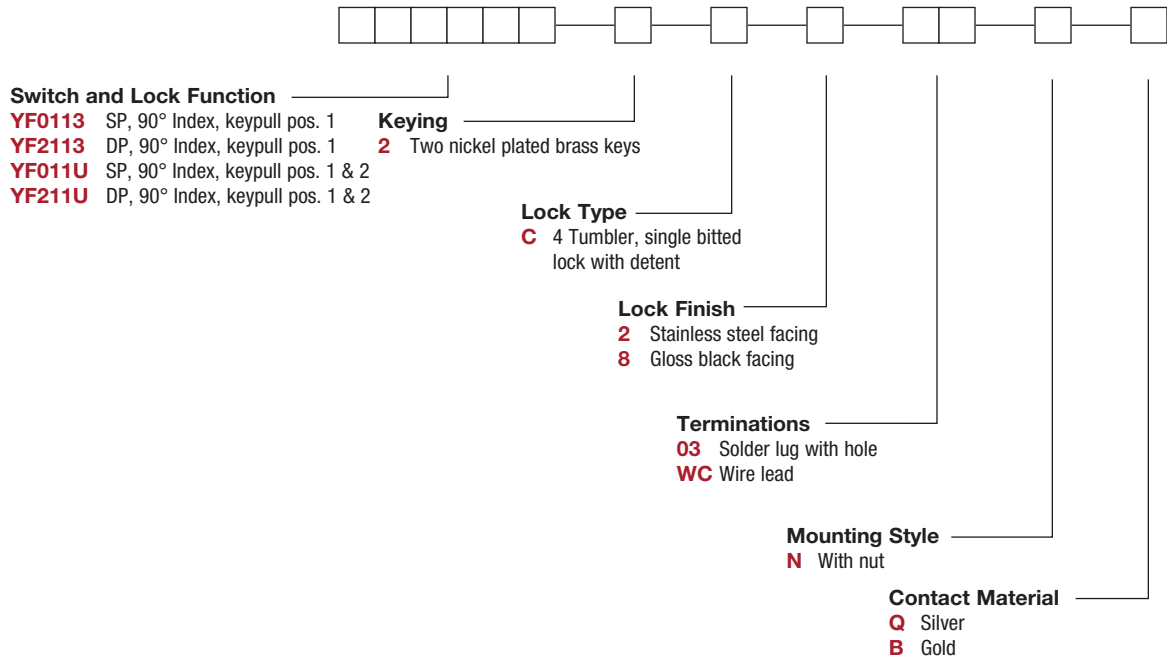 Switch and Lock Function
YF0113 SP, 90° Index, keypull pos. 1
YF2113 DP, 90° Index, keypull pos. 1
YF011U SP, 90° Index, keypull pos. 1 & 2
YF211U DP, 90° Index, keypull pos. 1 & 2
Keying
2 Two nickel plated brass keys
Lock Type
C 4 Tumbler, single bitted
lock with detent
Lock Finish
2 Stainless steel facing
8 Gloss black facing
Terminations
03 Solder lug with hole
WC Wire lead
Mounting Style
N With nut
Contact Material
Q Silver
B Gold